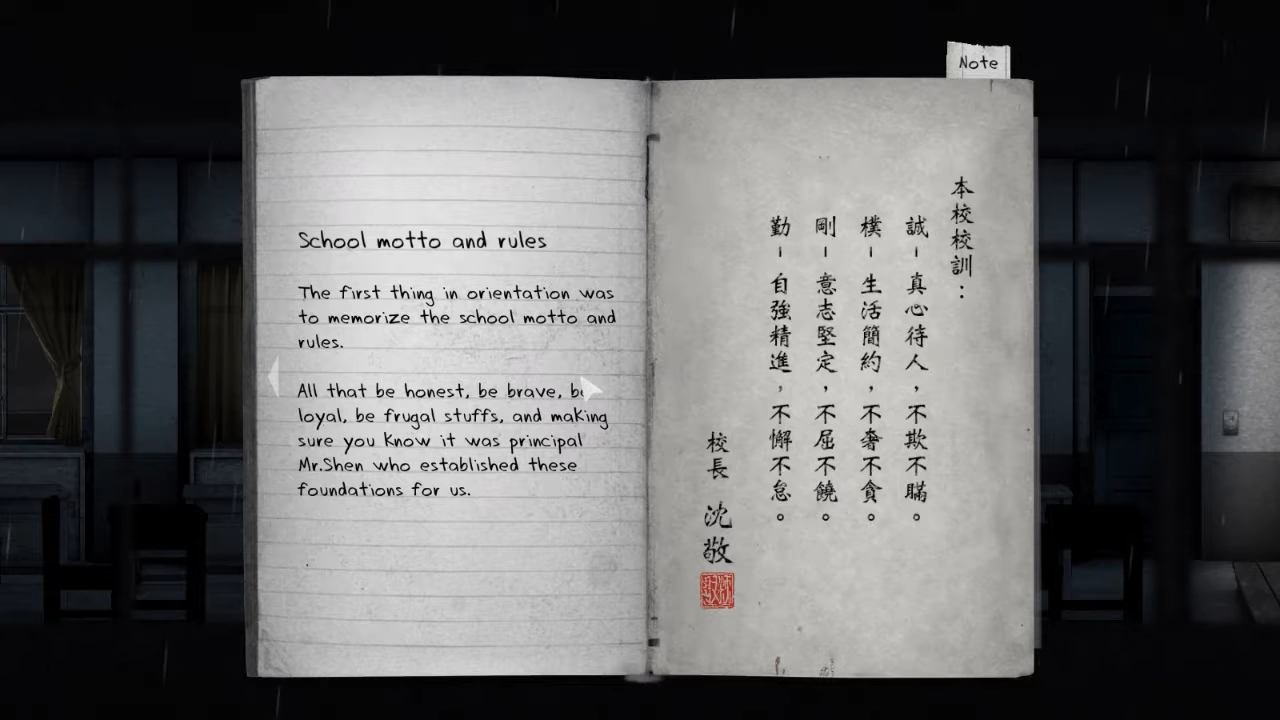 Note
School motto and rules
The first thing in orientation was
to memorize the school motto and
rules.
All that be honest, be brave, be
loyal, be frugal stuffs, and making
sure you know it was principal
Mr.Shen who established these
foundations for us.
本校校訓：
誠－真心待人，不欺不瞞。
樸－生活簡約，不奢不貪。
剛－意志堅定，不屈不饒。
勤－自強精進，不懈不怠。
校長 沈敬